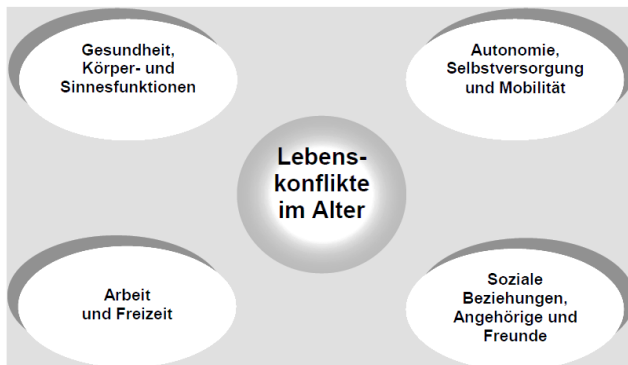 Gesundheit,
Körper- und
Sinnesfunktionen
Autonomie,
Selbstversorgung
und Mobilität
Lebens-
konflikte
im Alter
Arbeit
und Freizeit
Soziale
Beziehungen,
Angehörige und
Freunde